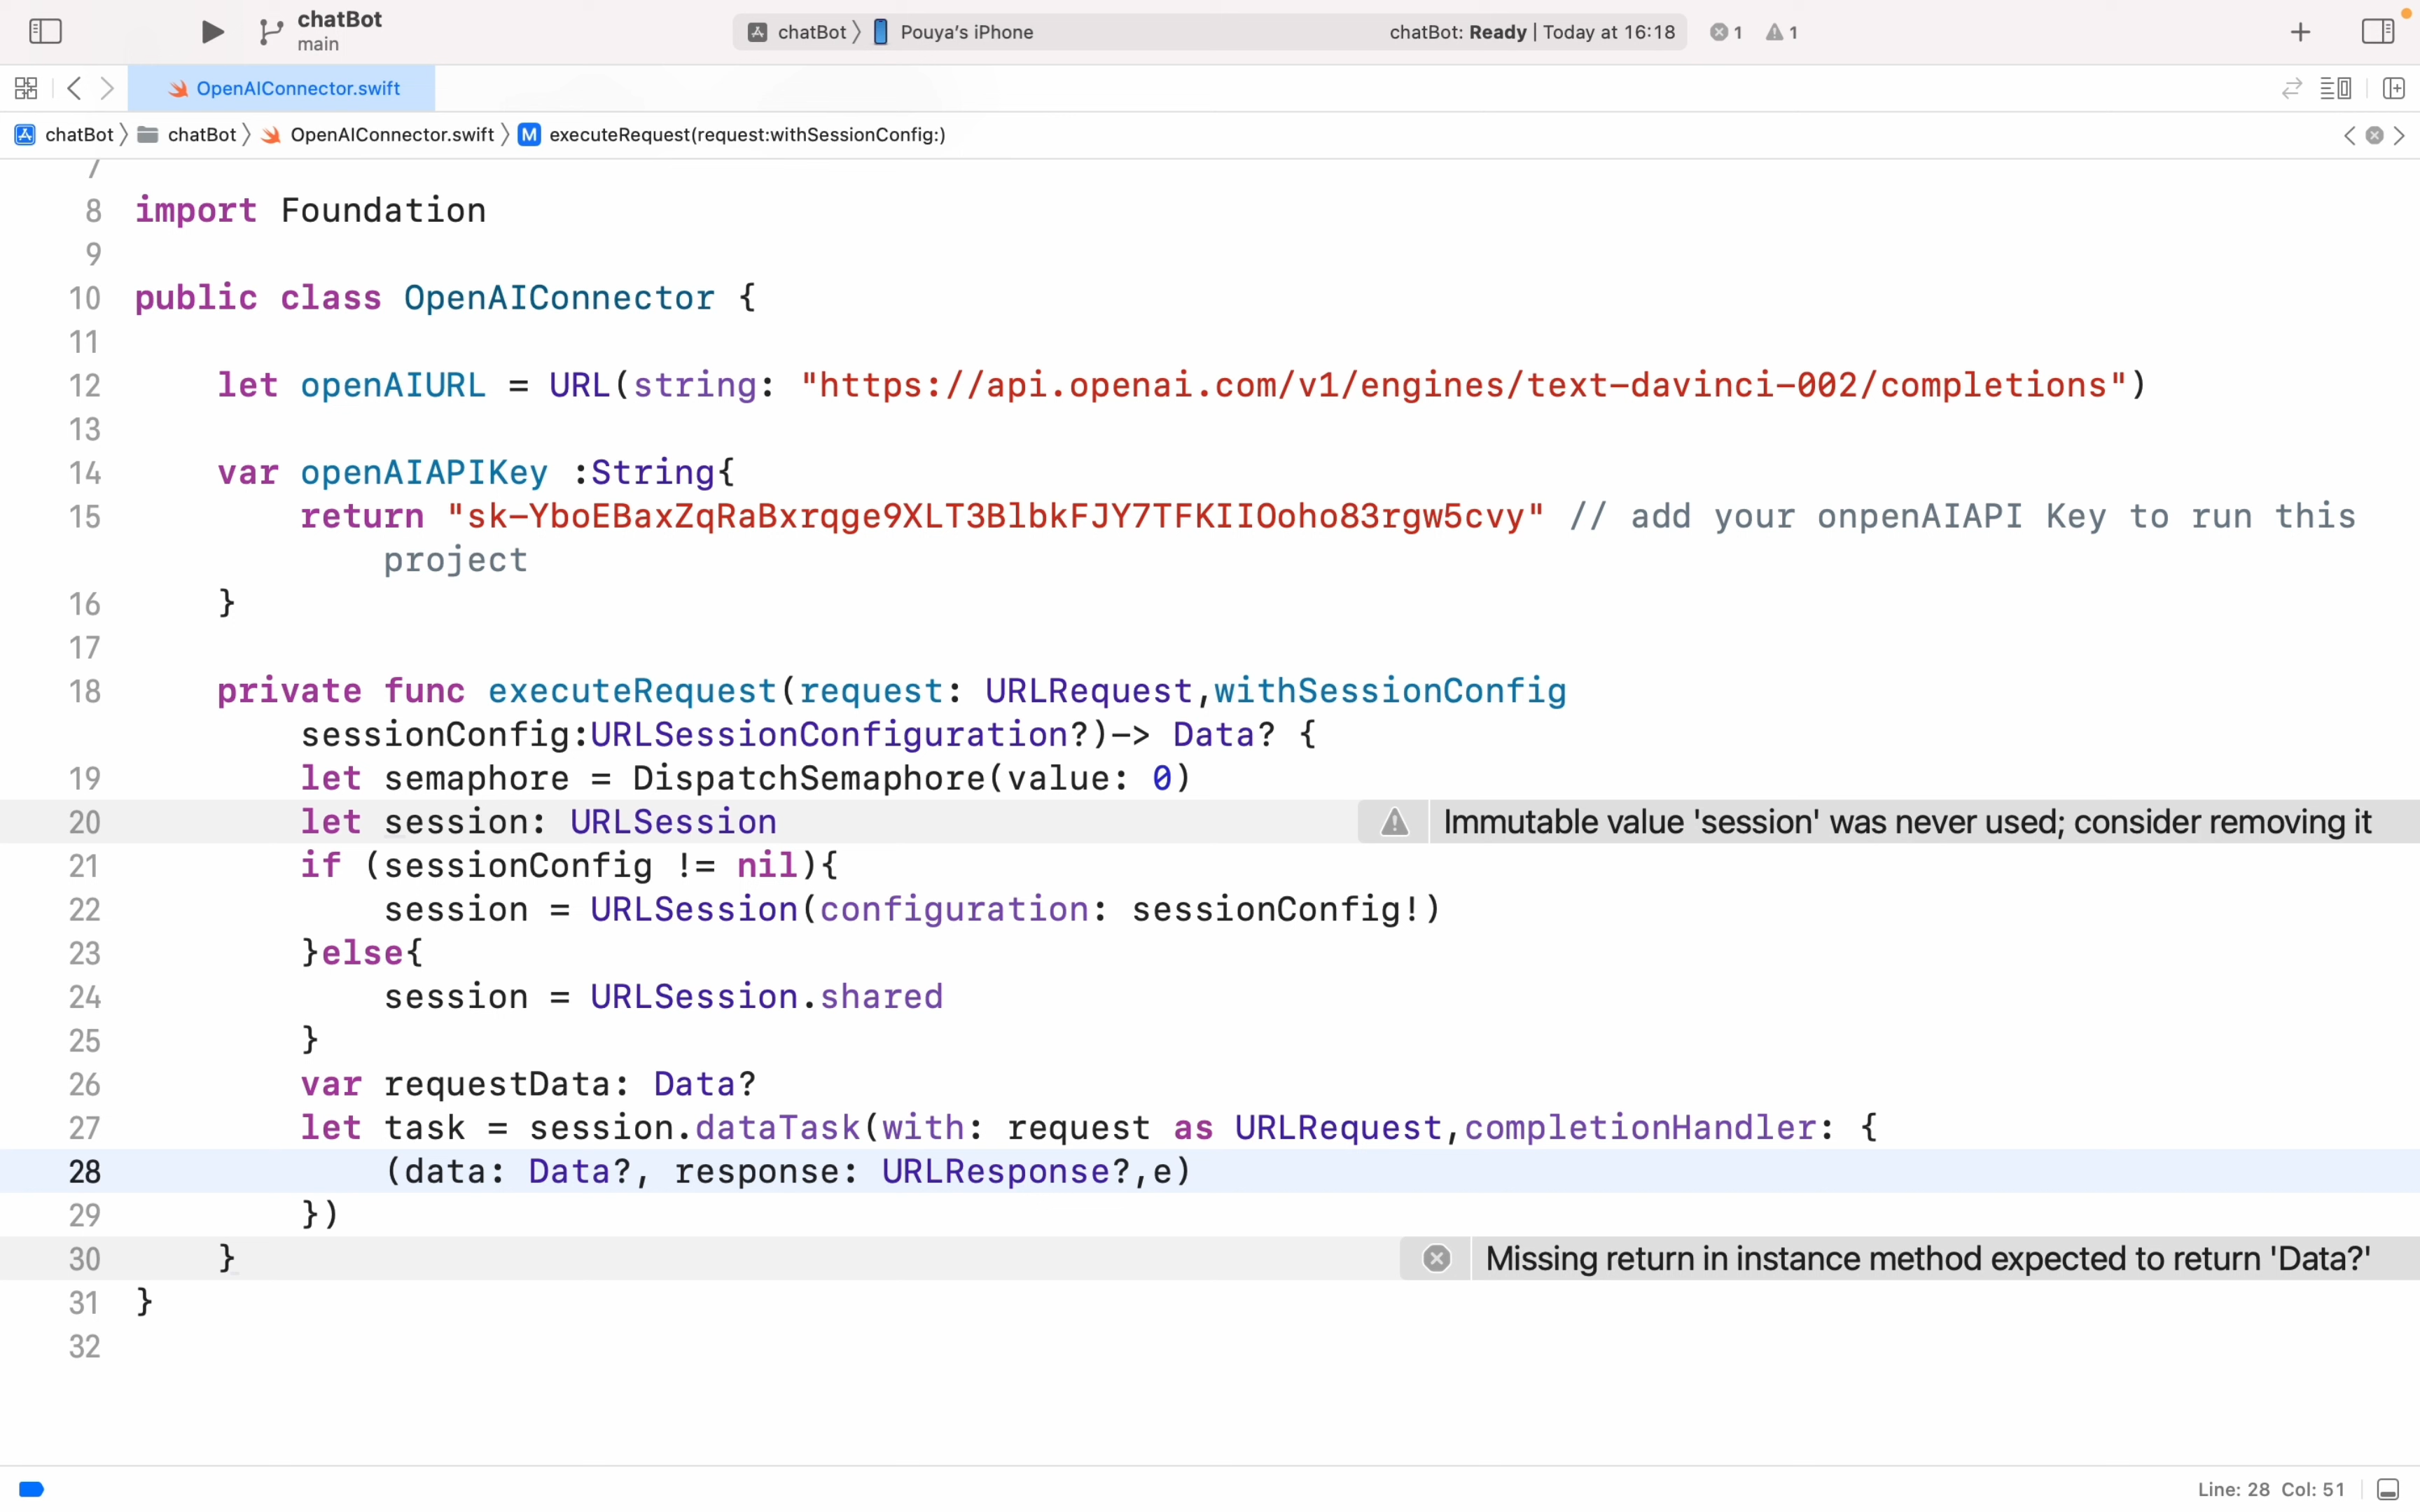 chatBot
main
chatBot 〉 Pouya’s iPhone
chatBot: Ready | Today at 16:18
1
1
OpenAIConnector.swift
chatBot 〉 chatBot 〉 OpenAIConnector.swift 〉 M executeRequest(request:withSessionConfig:)
7
8 import Foundation
9
10 public class OpenAIConnector {
11
12 let openAIURL = URL(string: "https://api.openai.com/v1/engines/text-davinci-002/completions")
13
14 var openAIAPIKey :String{
15 return "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" // add your onpenAIAPI Key to run this
project
16 }
17
18 private func executeRequest(request: URLRequest,withSessionConfig
sessionConfig:URLSessionConfiguration?)-> Data? {
19 let semaphore = DispatchSemaphore(value: 0)
20 let session: URLSession Immutable value 'session' was never used; consider removing it
21 if (sessionConfig != nil){
22 session = URLSession(configuration: sessionConfig!)
23 }else{
24 session = URLSession.shared
25 }
26 var requestData: Data?
27 let task = session.dataTask(with: request as URLRequest,completionHandler: {
28 (data: Data?, response: URLResponse?,e)
29 })
30 } Missing return in instance method expected to return 'Data?'
31 }
32
Line: 28 Col: 51